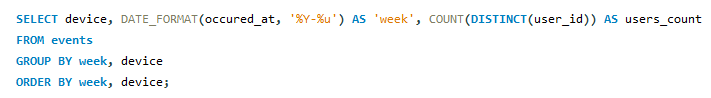 SELECT device, DATE_FORMAT(occured_at, '%Y-%u') AS 'week', COUNT(DISTINCT(user_id)) AS users_count
FROM events
GROUP BY week, device
ORDER BY week, device;